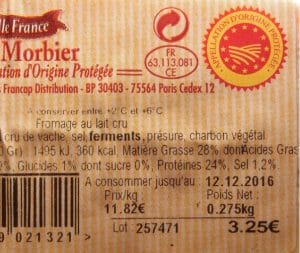 lle France
Morbier
ation d'Origine Protégée
s Francap Distribution - BP 30403 - 75564 Paris Cedex 12
FR
63.113.081
CE
APPELLATION D'ORIGINE PROTÉGÉE
A conserver entre +2°C et +6°C
Fromage au lait cru
cru de vache, sel, ferments, présure, charbon végétal
Gr) : 1495 kJ, 360 kcal, Matière Grasse 28% dont Acides Gras
%, Glucides 1% dont sucre 0%, Protéines 24%, Sel 1,2%.
A consommer jusqu'au : 12.12.2016
Prix/kg Poids Net :
11.82€ 0.275kg
9 021321 Lot 257471 3.25€